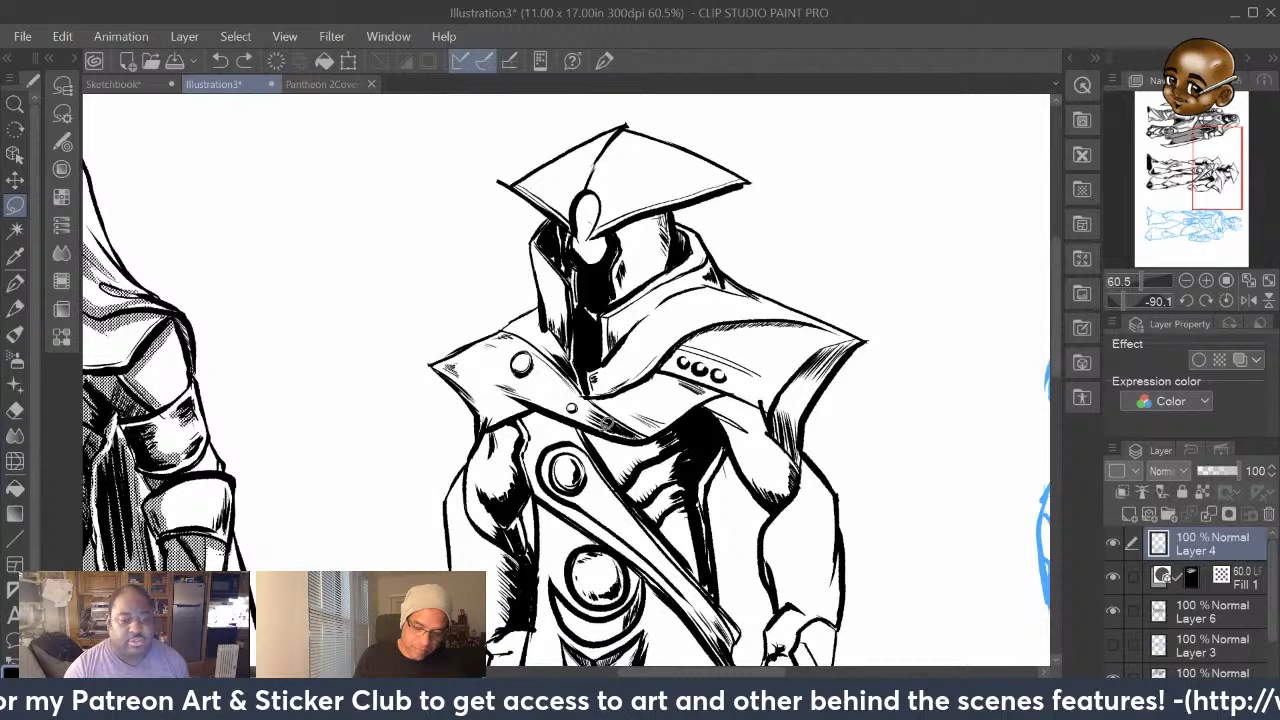 Illustration3* (11.00 x 17.00in 300dpi 60.5%) - CLIP STUDIO PAINT PRO
File Edit Animation Layer Select View Filter Window Help
Sketchbook* Illustration3* Pantheon 2Cover
60.5
-90.1
Layer Property
Effect
Expression color
Color
Layer
Norm 100
100 % Normal
Layer 4
Fill 1
100 % Normal
Layer 6
100 % Normal
Layer 3
100 % Normal
or my Patreon Art & Sticker Club to get access to art and other behind the scenes features! -(http://